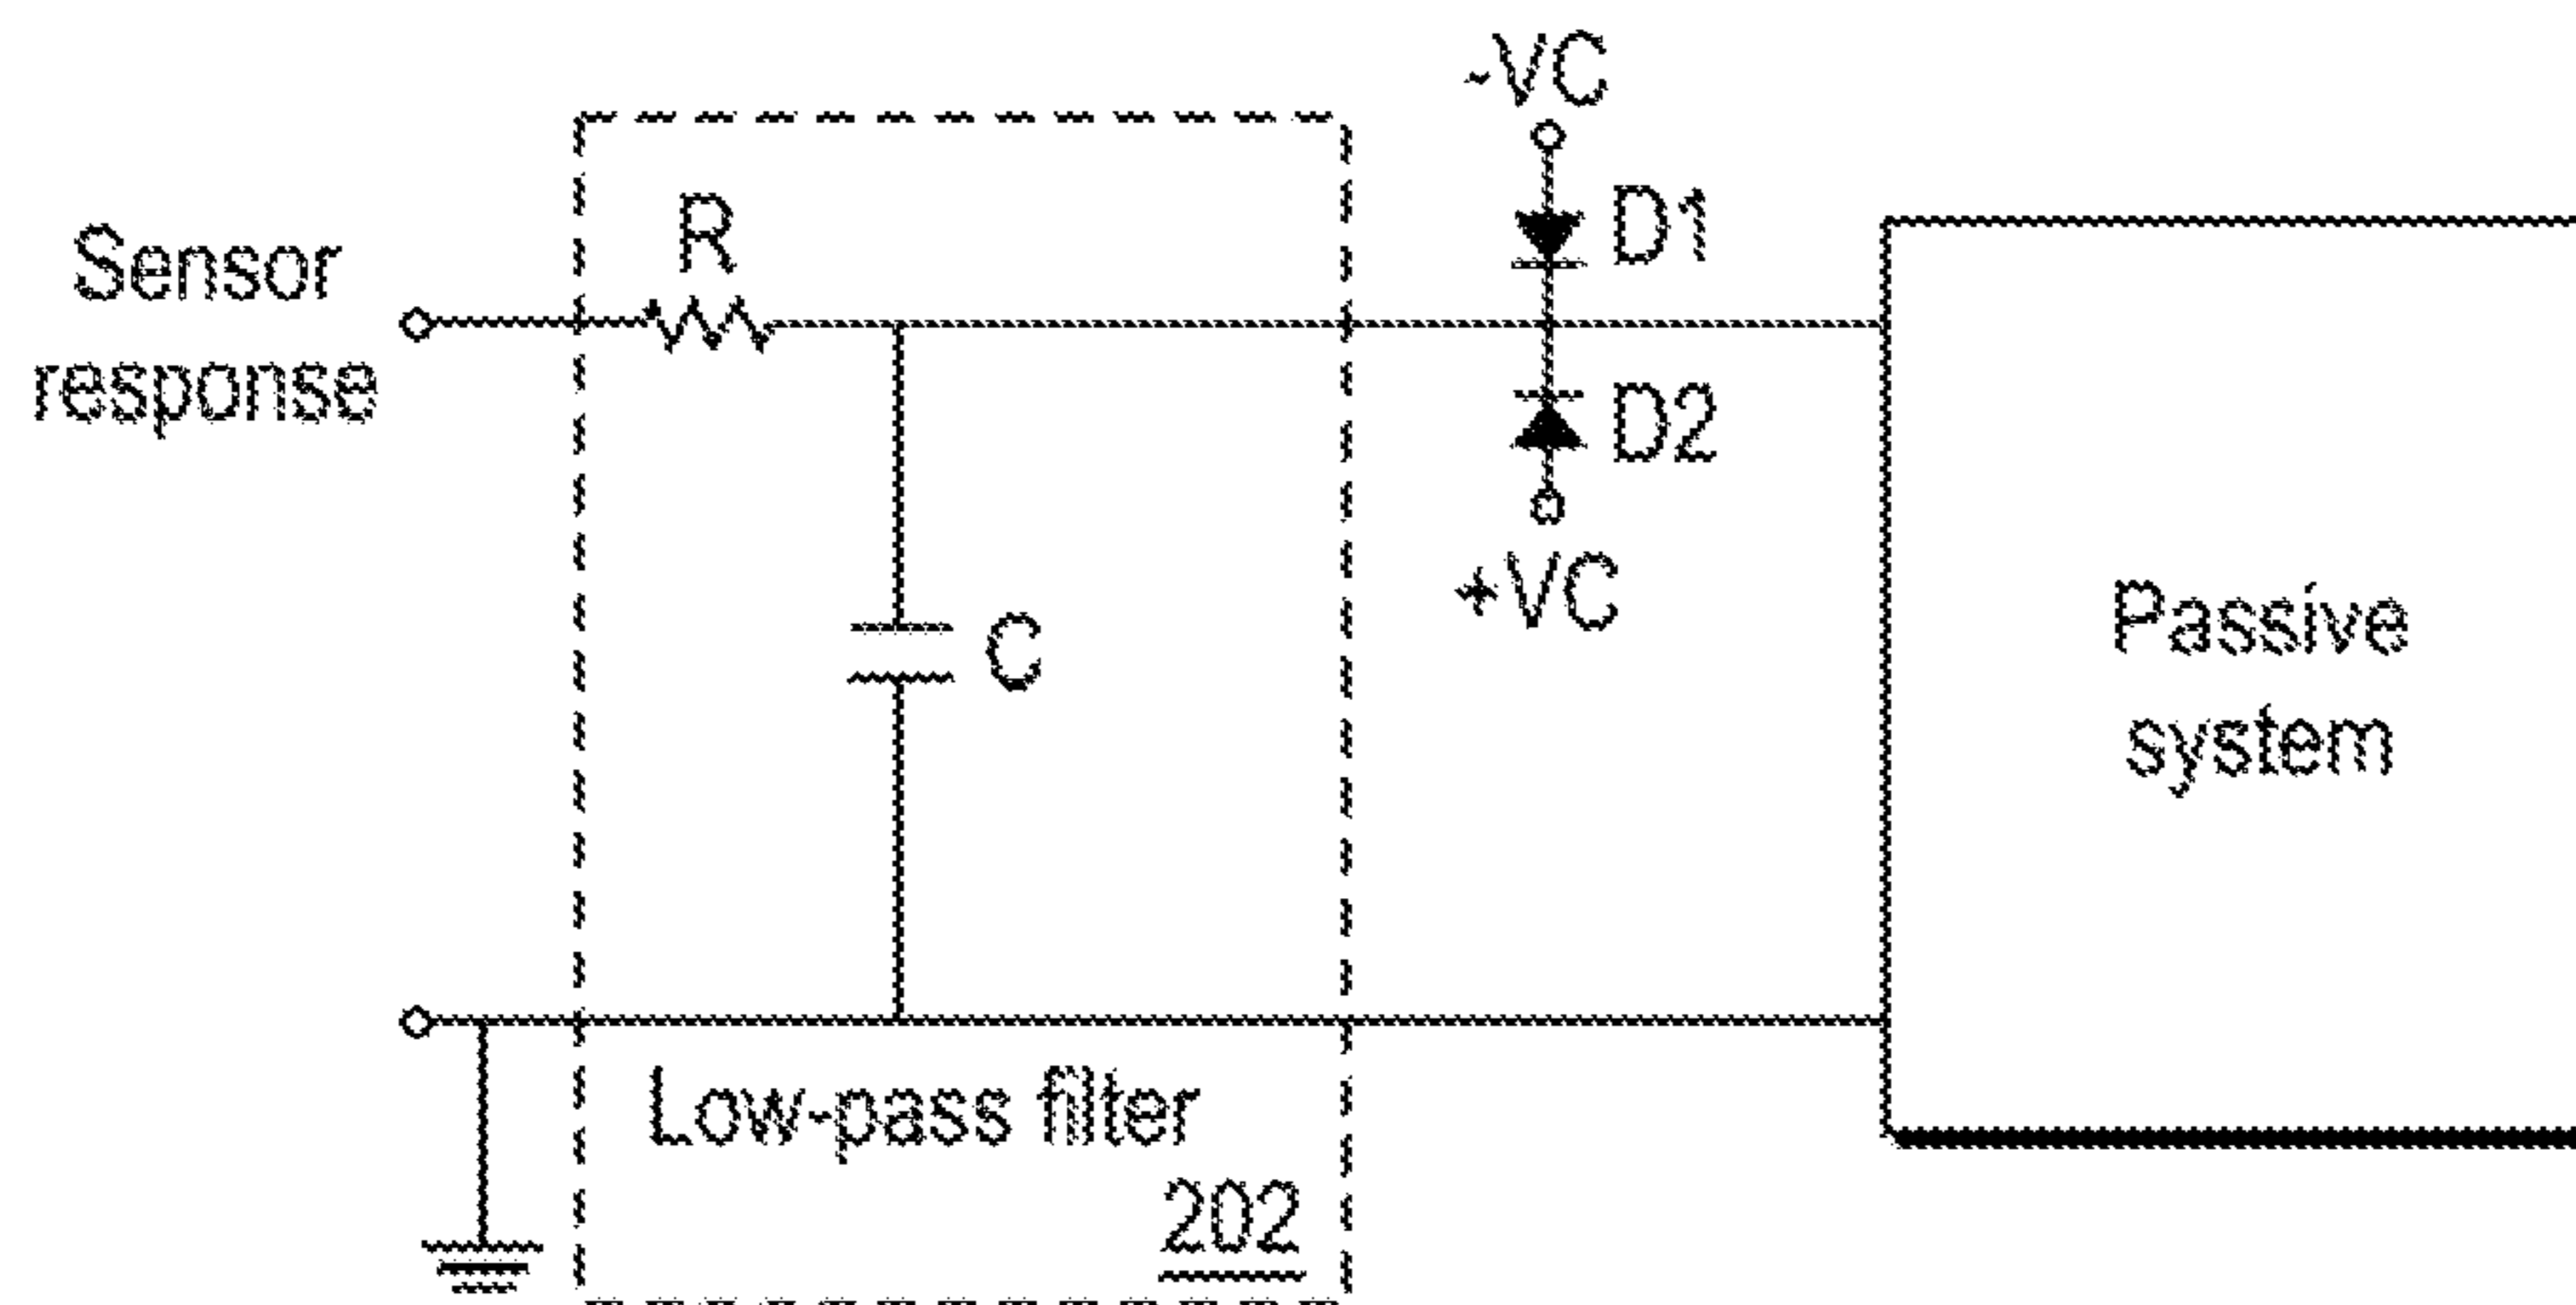 -VC
D1
R
Sensor
response
D2
+VC
C
Passive
system
Low-pass filter
202